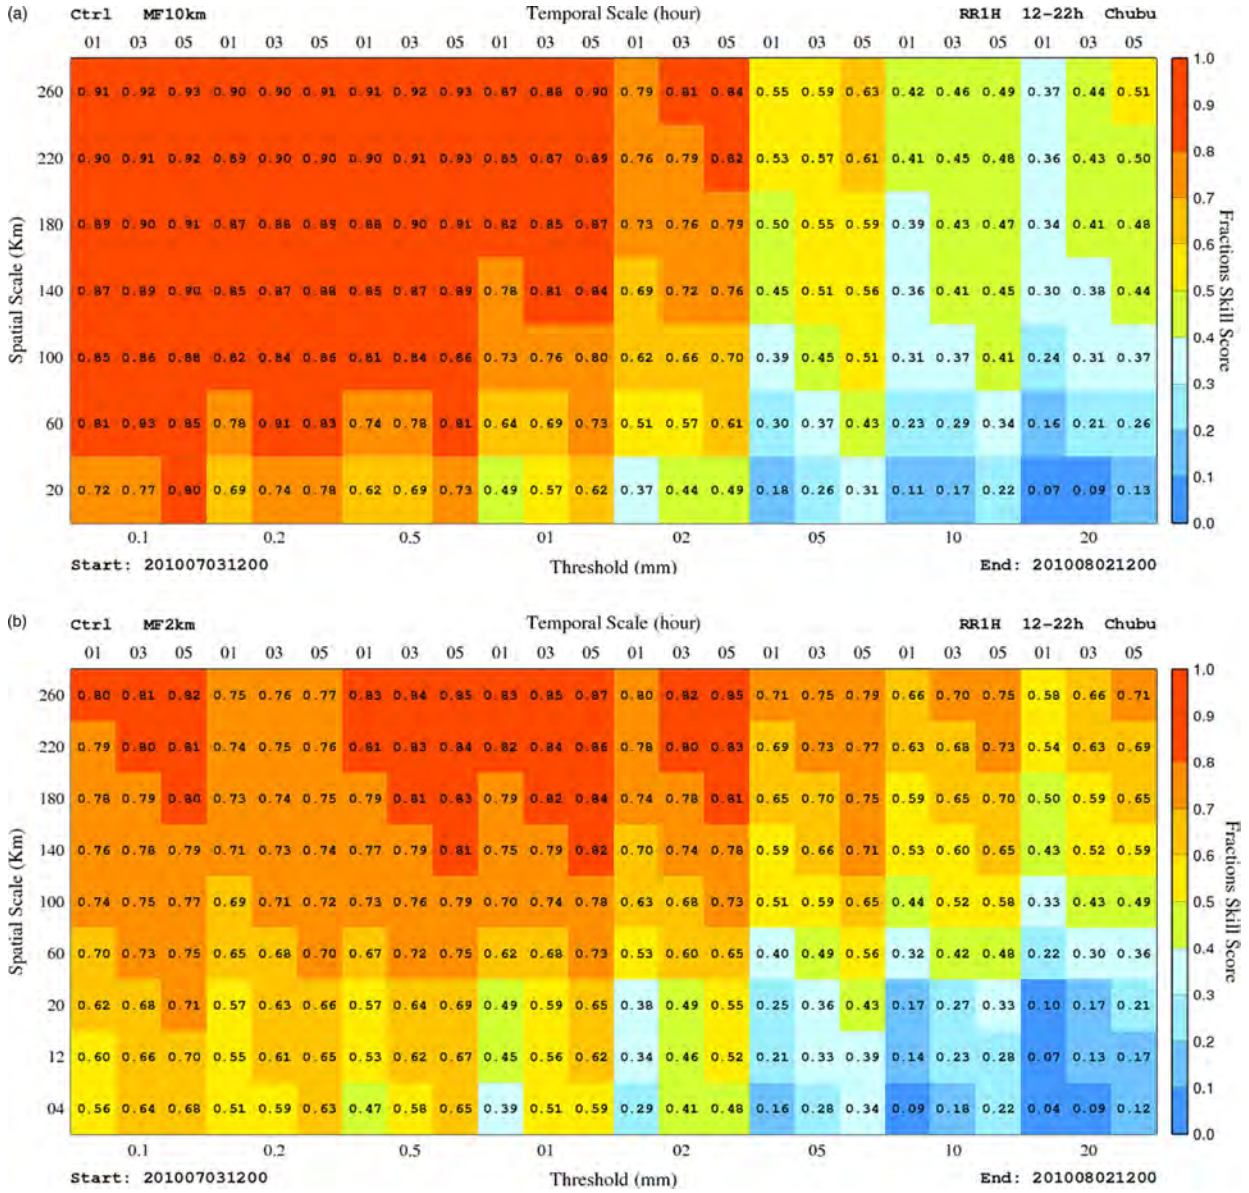 (a) Ctrl MF10km Temporal Scale (hour) RR1H 12-22h Chubu
01 03 05 01 03 05 01 03 05 01 03 05 01 03 05 01 03 05 01 03 05 01 03 05
260 0.91 0.92 0.93 0.90 0.90 0.91 0.91 0.92 0.93 0.87 0.88 0.90 0.79 0.81 0.84 0.55 0.59 0.63 0.42 0.46 0.49 0.37 0.44 0.51
220 0.90 0.91 0.92 0.89 0.90 0.90 0.90 0.91 0.93 0.85 0.87 0.89 0.76 0.79 0.82 0.53 0.57 0.61 0.41 0.45 0.48 0.36 0.43 0.50
180 0.89 0.90 0.91 0.87 0.88 0.89 0.88 0.90 0.91 0.82 0.85 0.87 0.73 0.76 0.79 0.50 0.55 0.59 0.39 0.43 0.47 0.34 0.41 0.48
140 0.87 0.89 0.90 0.85 0.87 0.88 0.85 0.87 0.89 0.78 0.81 0.84 0.69 0.72 0.76 0.45 0.51 0.56 0.36 0.41 0.45 0.30 0.38 0.44
100 0.85 0.86 0.88 0.82 0.84 0.86 0.81 0.84 0.86 0.73 0.76 0.80 0.62 0.66 0.70 0.39 0.45 0.51 0.31 0.37 0.41 0.24 0.31 0.37
60 0.81 0.83 0.85 0.78 0.81 0.83 0.74 0.78 0.81 0.64 0.69 0.73 0.51 0.57 0.61 0.30 0.37 0.43 0.23 0.29 0.34 0.16 0.21 0.26
20 0.72 0.77 0.80 0.69 0.74 0.78 0.62 0.69 0.73 0.49 0.57 0.62 0.37 0.44 0.49 0.18 0.26 0.31 0.11 0.17 0.22 0.07 0.09 0.13
Spatial Scale (Km)
0.1 0.2 0.5 01 02 05 10 20
Start: 201007031200 Threshold (mm) End: 201008021200
1.0
0.9
0.8
0.7
0.6
0.5
0.4
0.3
0.2
0.1
0.0
Fractions Skill Score
(b) Ctrl MF2km Temporal Scale (hour) RR1H 12-22h Chubu
01 03 05 01 03 05 01 03 05 01 03 05 01 03 05 01 03 05 01 03 05 01 03 05
260 0.80 0.81 0.82 0.75 0.76 0.77 0.83 0.84 0.85 0.83 0.85 0.87 0.80 0.82 0.85 0.71 0.75 0.79 0.66 0.70 0.75 0.58 0.66 0.71
220 0.79 0.80 0.81 0.74 0.75 0.76 0.81 0.83 0.84 0.82 0.84 0.86 0.78 0.80 0.83 0.69 0.73 0.77 0.63 0.68 0.73 0.54 0.63 0.69
180 0.78 0.79 0.80 0.73 0.74 0.75 0.79 0.81 0.83 0.79 0.82 0.84 0.74 0.78 0.81 0.65 0.70 0.75 0.59 0.65 0.70 0.50 0.59 0.65
140 0.76 0.78 0.79 0.71 0.73 0.74 0.77 0.79 0.81 0.75 0.79 0.82 0.70 0.74 0.78 0.59 0.66 0.71 0.53 0.60 0.65 0.43 0.52 0.59
100 0.74 0.75 0.77 0.69 0.71 0.72 0.73 0.76 0.79 0.70 0.74 0.78 0.63 0.68 0.73 0.51 0.59 0.65 0.44 0.52 0.58 0.33 0.43 0.49
60 0.70 0.73 0.75 0.65 0.68 0.70 0.67 0.72 0.75 0.62 0.68 0.73 0.53 0.60 0.65 0.40 0.49 0.56 0.32 0.42 0.48 0.22 0.30 0.36
20 0.62 0.68 0.71 0.57 0.63 0.66 0.57 0.64 0.69 0.49 0.59 0.65 0.38 0.49 0.55 0.25 0.36 0.43 0.17 0.27 0.33 0.10 0.17 0.21
12 0.60 0.66 0.70 0.55 0.61 0.65 0.53 0.62 0.67 0.45 0.56 0.62 0.34 0.46 0.52 0.21 0.33 0.39 0.14 0.23 0.28 0.07 0.13 0.17
04 0.56 0.64 0.68 0.51 0.59 0.63 0.47 0.58 0.65 0.39 0.51 0.59 0.29 0.41 0.48 0.16 0.28 0.34 0.09 0.18 0.22 0.04 0.09 0.12
Spatial Scale (Km)
0.1 0.2 0.5 01 02 05 10 20
Start: 201007031200 Threshold (mm) End: 201008021200
1.0
0.9
0.8
0.7
0.6
0.5
0.4
0.3
0.2
0.1
0.0
Fractions Skill Score